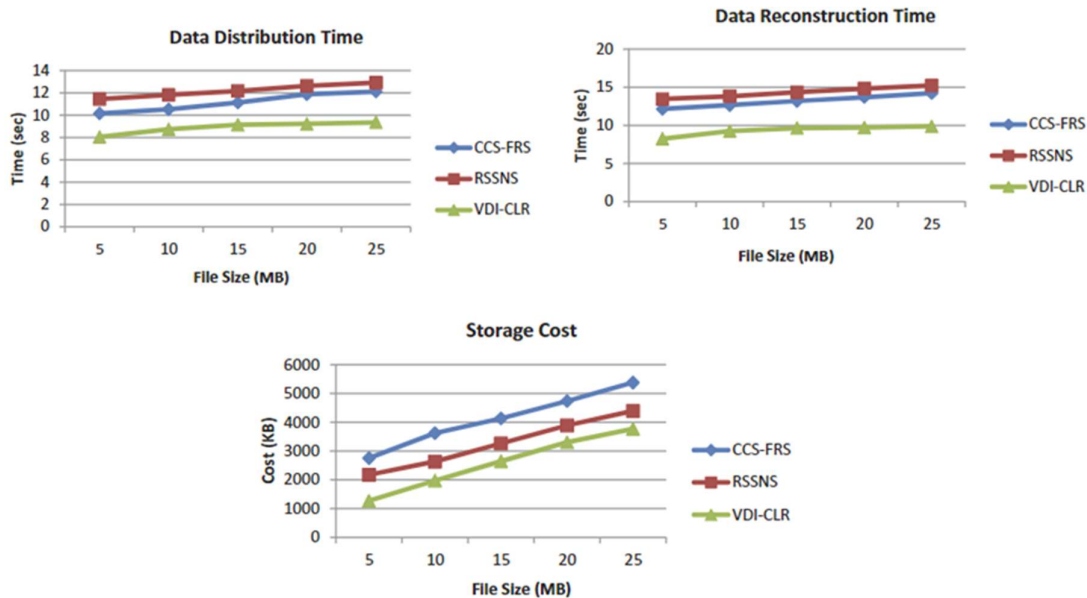 Data Distribution Time
14
12
10
8
6
4
2
0
Time (sec)
5 10 15 20 25
File Size (MB)
CCS-FRS
RSSNS
VDI-CLR
Data Reconstruction Time
20
15
10
5
0
Time (sec)
5 10 15 20 25
File Size (MB)
CCS-FRS
RSSNS
VDI-CLR
Storage Cost
6000
5000
4000
3000
2000
1000
0
Cost (KB)
5 10 15 20 25
File Size (MB)
CCS-FRS
RSSNS
VDI-CLR